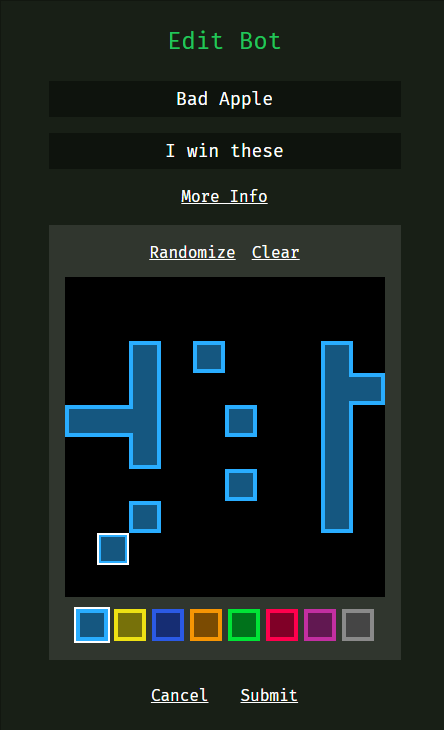 Edit Bot
Bad Apple
I win these
More Info
Randomize Clear
Cancel Submit